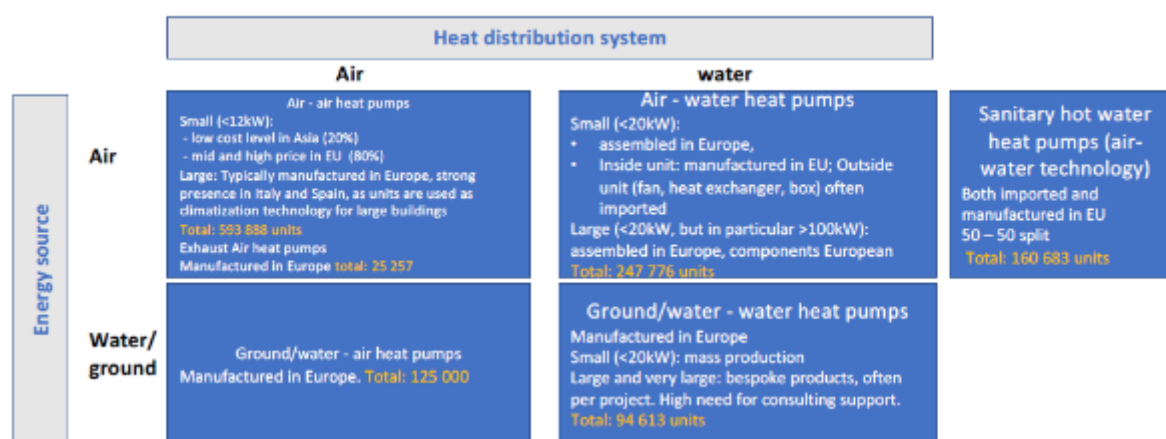 Heat distribution system
Air
water
Energy source
Air
Air - air heat pumps
Small (<12kW):
- low cost level in Asia (20%)
- mid and high price in EU (80%)
Large: Typically manufactured in Europe, strong
presence in Italy and Spain, as units are used as
climatization technology for large buildings
Total: 593 888 units
Exhaust Air heat pumps
Manufactured in Europe total: 25 257
Air - water heat pumps
Small (<20kW):
• assembled in Europe,
• Inside unit: manufactured in EU; Outside
unit (fan, heat exchanger, box) often
imported
Large (<20kW, but in particular >100kW):
assembled in Europe, components European
Total: 247 776 units
Sanitary hot water
heat pumps (air-
water technology)
Both imported and
manufactured in EU
50 – 50 split
Total: 160 683 units
Water/
ground
Ground/water - air heat pumps
Manufactured in Europe. Total: 125 000
Ground/water - water heat pumps
Manufactured in Europe
Small (<20kW): mass production
Large and very large: bespoke products, often
per project. High need for consulting support.
Total: 94 613 units